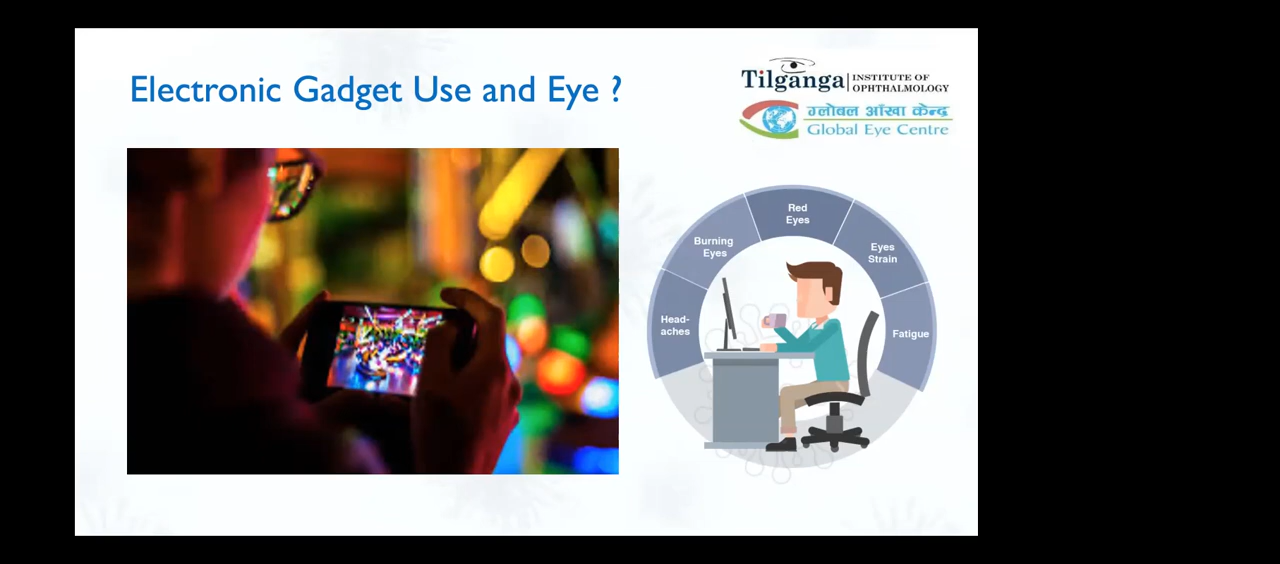 Electronic Gadget Use and Eye ?
Tilganga
INSTITUTE OF
OPHTHALMOLOGY
ग्लोबल आँखा केन्द्र
Global Eye Centre
Head-
aches
Burning
Eyes
Red
Eyes
Eyes
Strain
Fatigue